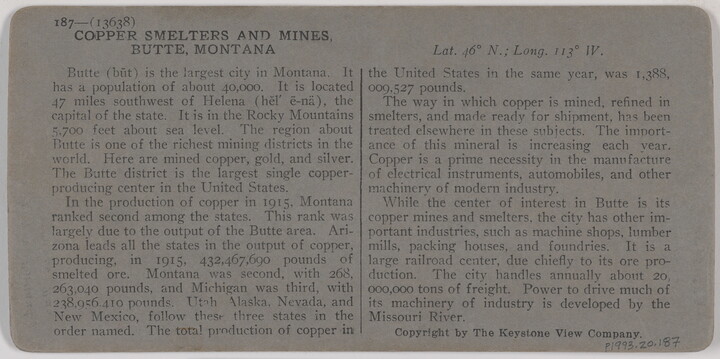 187—(13638)
COPPER SMELTERS AND MINES,
BUTTE, MONTANA
Lat. 46° N.; Long. 113° W.
Butte (būt) is the largest city in Montana. It
has a population of about 40,000. It is located
47 miles southwest of Helena (hĕl′ ē-nä), the
capital of the state. It is in the Rocky Mountains
5,700 feet about sea level. The region about
Butte is one of the richest mining districts in the
world. Here are mined copper, gold, and silver.
The Butte district is the largest single copper-
producing center in the United States.
In the production of copper in 1915, Montana
ranked second among the states. This rank was
largely due to the output of the Butte area. Ari-
zona leads all the states in the output of copper,
producing, in 1915, 432,467,690 pounds of
smelted ore. Montana was second, with 268,
263,040 pounds, and Michigan was third, with
238,956,410 pounds. Utah Alaska, Nevada, and
New Mexico, follow these three states in the
order named. The total production of copper in
the United States in the same year, was 1,388,
009,527 pounds.
The way in which copper is mined, refined in
smelters, and made ready for shipment, has been
treated elsewhere in these subjects. The import-
ance of this mineral is increasing each year.
Copper is a prime necessity in the manufacture
of electrical instruments, automobiles, and other
machinery of modern industry.
While the center of interest in Butte is its
copper mines and smelters, the city has other im-
portant industries, such as machine shops, lumber
mills, packing houses, and foundries. It is a
large railroad center, due chiefly to its ore pro-
duction. The city handles annually about 20,
000,000 tons of freight. Power to drive much of
its machinery of industry is developed by the
Missouri River.
Copyright by The Keystone View Company.
P1993.20.187